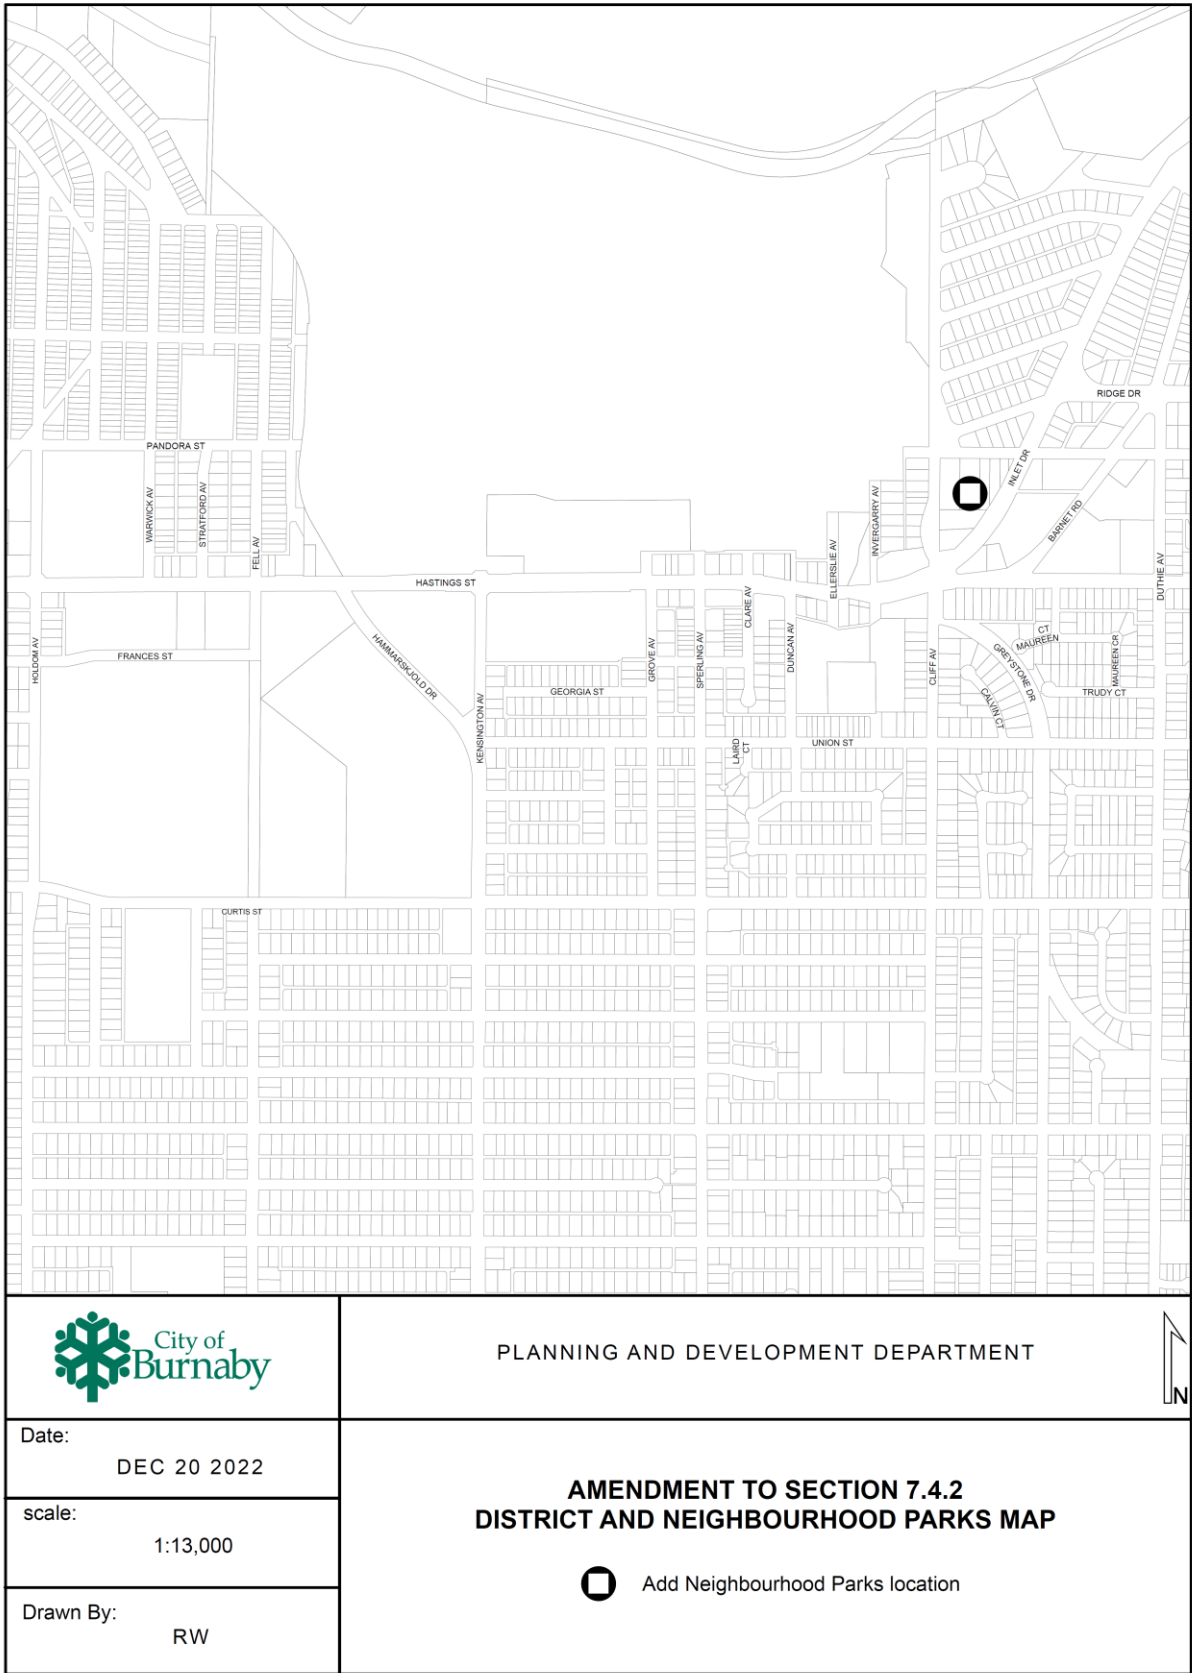 RIDGE DR
PANDORA ST
WARWICK AV
STRATFORD AV
FELL AV
INLET DR
BARNET RD
INVERGARRY AV
ELLERSLIE AV
DUTHIE AV
HASTINGS ST
HOLDOM AV
FRANCES ST
HAMMARSKJOLD DR
KENSINGTON AV
GEORGIA ST
GROVE AV
SPERLING AV
CLARE AV
DUNCAN AV
CLIFF AV
GREYSTONE DR
CT
MAUREEN
MAUREEN CR
CALVIN CT
TRUDY CT
LAIRD
CT
UNION ST
CURTIS ST
City of
Burnaby
PLANNING AND DEVELOPMENT DEPARTMENT
N
Date:
DEC 20 2022
scale:
1:13,000
Drawn By:
RW
AMENDMENT TO SECTION 7.4.2
DISTRICT AND NEIGHBOURHOOD PARKS MAP
Add Neighbourhood Parks location